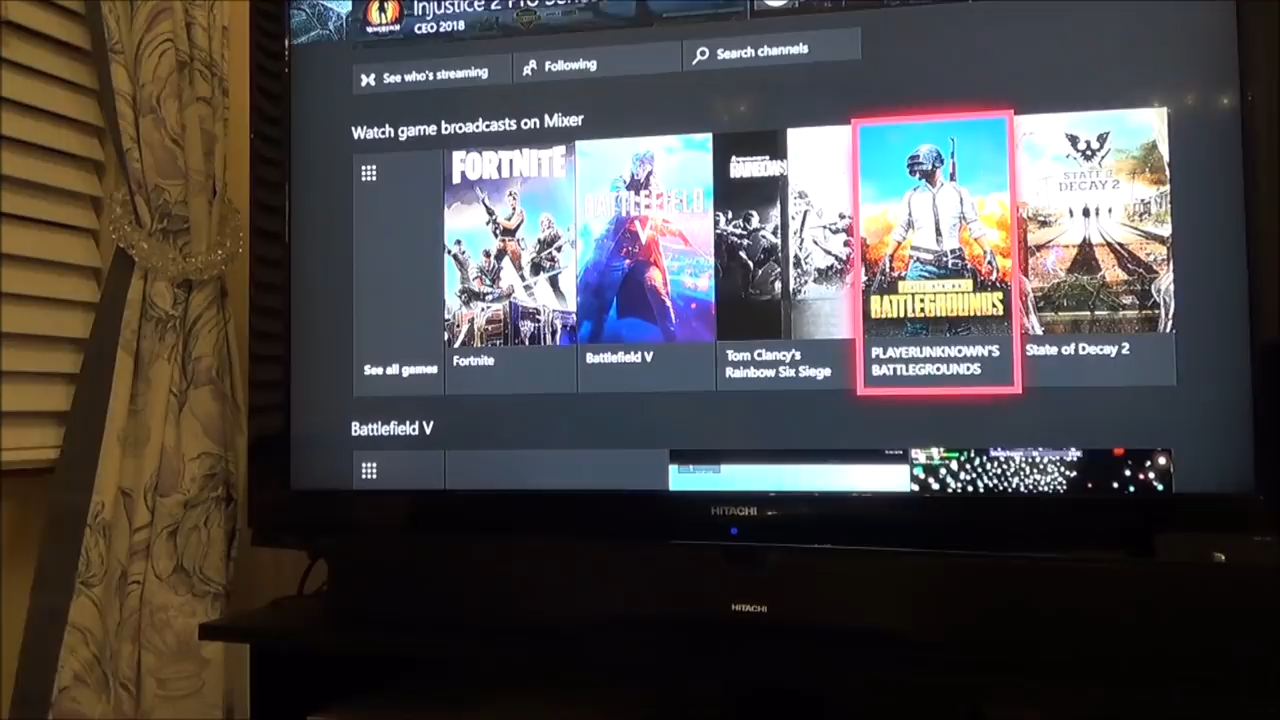 Injustice 2 Pro Series
CEO 2018
See who's streaming
Following
Search channels
Watch game broadcasts on Mixer
FORTNITE
BATTLEFIELD
V
RAINBOW
BATTLEGROUNDS
STATE OF
DECAY 2
See all games
Fortnite
Battlefield V
Tom Clancy's
Rainbow Six Siege
PLAYERUNKNOWN'S
BATTLEGROUNDS
State of Decay 2
Battlefield V
HITACHI
HITACHI